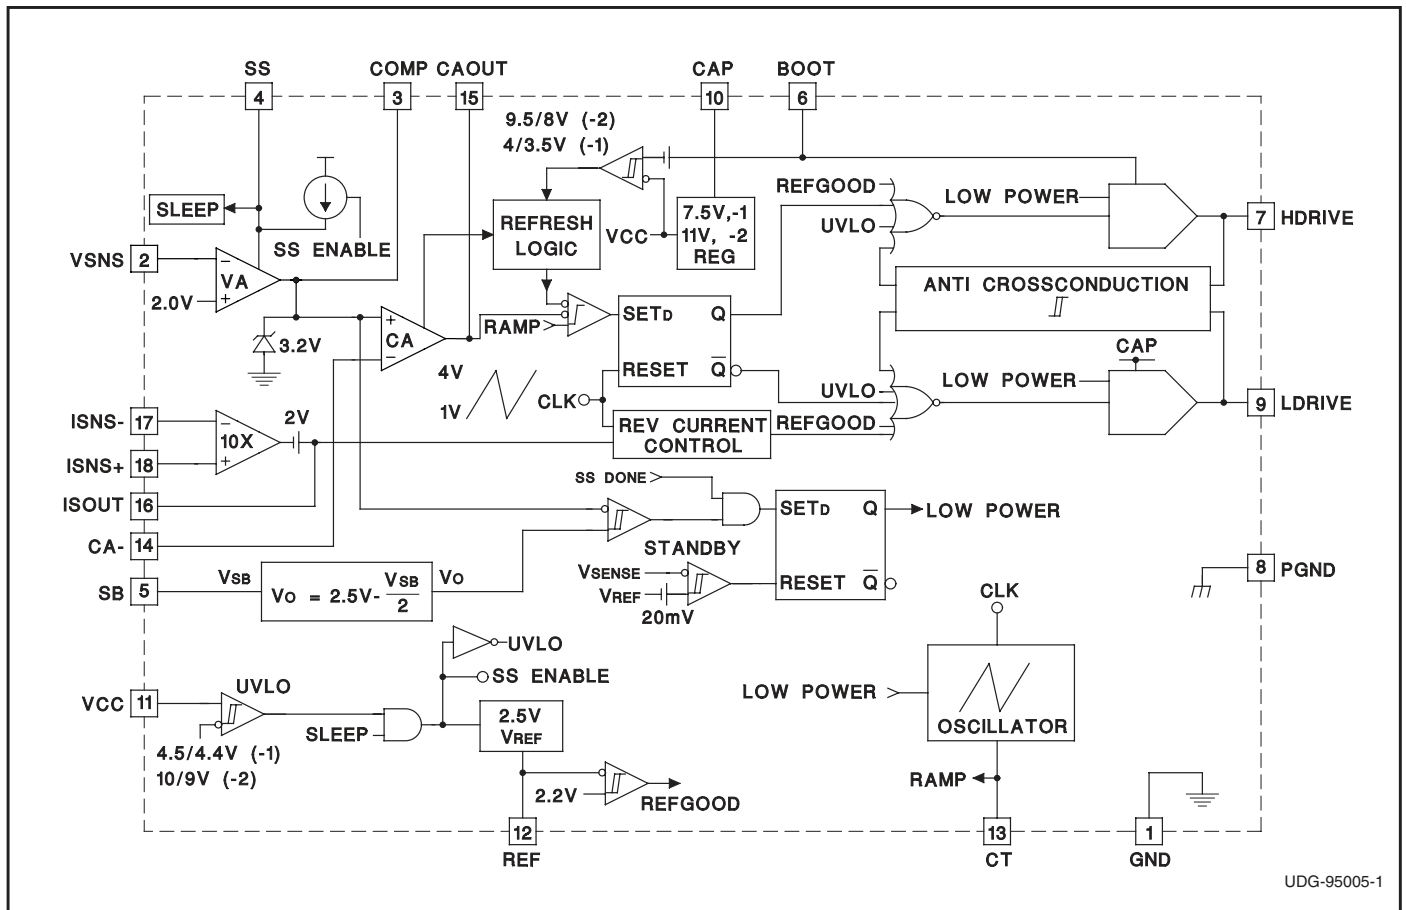 SS
COMP
CAOUT
CAP
BOOT
4
3
15
10
6
9.5/8V (-2)
4/3.5V (-1)
SLEEP
SS ENABLE
REFRESH
LOGIC
VCC
7.5V,-1
11V, -2
REG
REFGOOD
UVLO
LOW POWER
7
HDRIVE
VSNS
2
−
VA
2.0V
+
3.2V
+
CA
−
RAMP
SETD
Q
RESET
Q
ANTI CROSSCONDUCTION
4V
1V
CLK
CAP
LOW POWER
UVLO
REFGOOD
9
LDRIVE
ISNS-
17
−
10X
+
2V
ISNS+
18
REV CURRENT
CONTROL
ISOUT
16
CA-
14
SS DONE
SETD
Q
LOW POWER
STANDBY
VSENSE
VREF
20mV
RESET
Q
SB
5
VSB
VO = 2.5V- VSB
2
VO
8
PGND
CLK
LOW POWER
OSCILLATOR
RAMP
UVLO
SS ENABLE
VCC
11
UVLO
4.5/4.4V (-1)
10/9V (-2)
SLEEP
2.5V
VREF
2.2V
REFGOOD
12
REF
13
CT
1
GND
UDG-95005-1